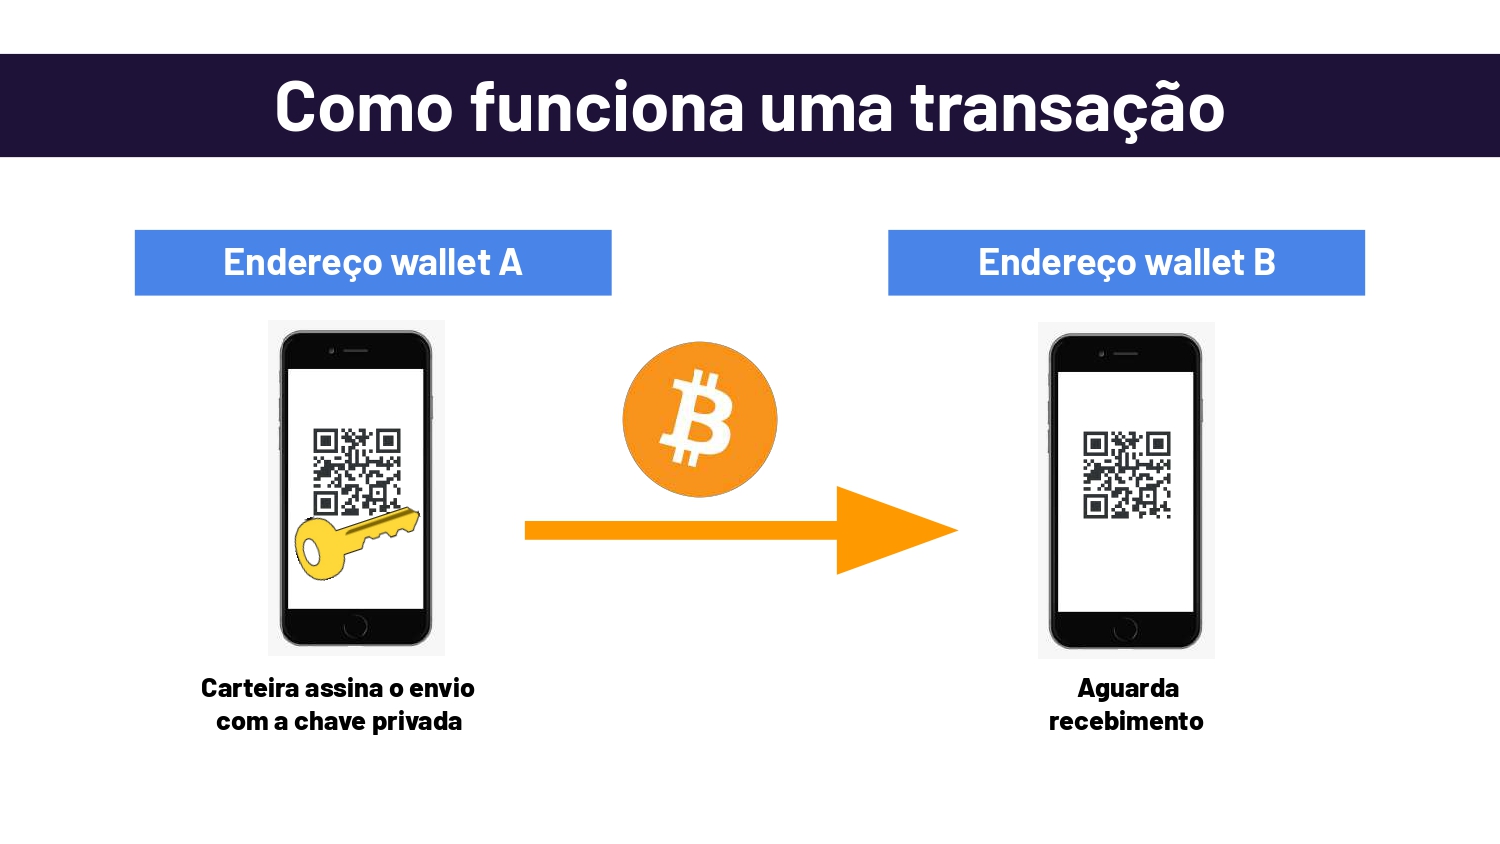 Como funciona uma transação
Endereço wallet A
Endereço wallet B
Carteira assina o envio
com a chave privada
Aguarda
recebimento